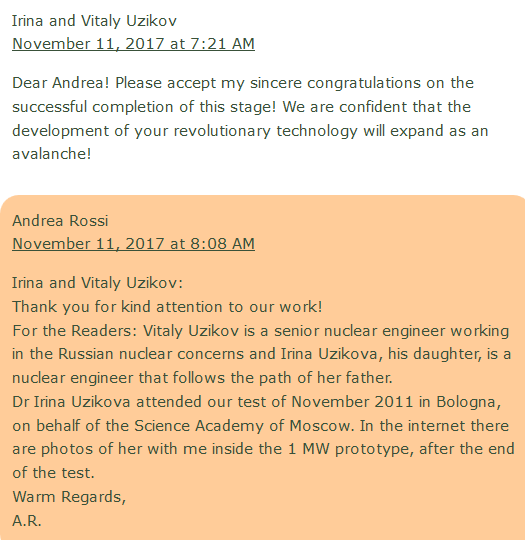 Irina and Vitaly Uzikov
November 11, 2017 at 7:21 AM
Dear Andrea! Please accept my sincere congratulations on the
successful completion of this stage! We are confident that the
development of your revolutionary technology will expand as an
avalanche!
Andrea Rossi
November 11, 2017 at 8:08 AM
Irina and Vitaly Uzikov:
Thank you for kind attention to our work!
For the Readers: Vitaly Uzikov is a senior nuclear engineer working
in the Russian nuclear concerns and Irina Uzikova, his daughter, is a
nuclear engineer that follows the path of her father.
Dr Irina Uzikova attended our test of November 2011 in Bologna,
on behalf of the Science Academy of Moscow. In the internet there
are photos of her with me inside the 1 MW prototype, after the end
of the test.
Warm Regards,
A.R.